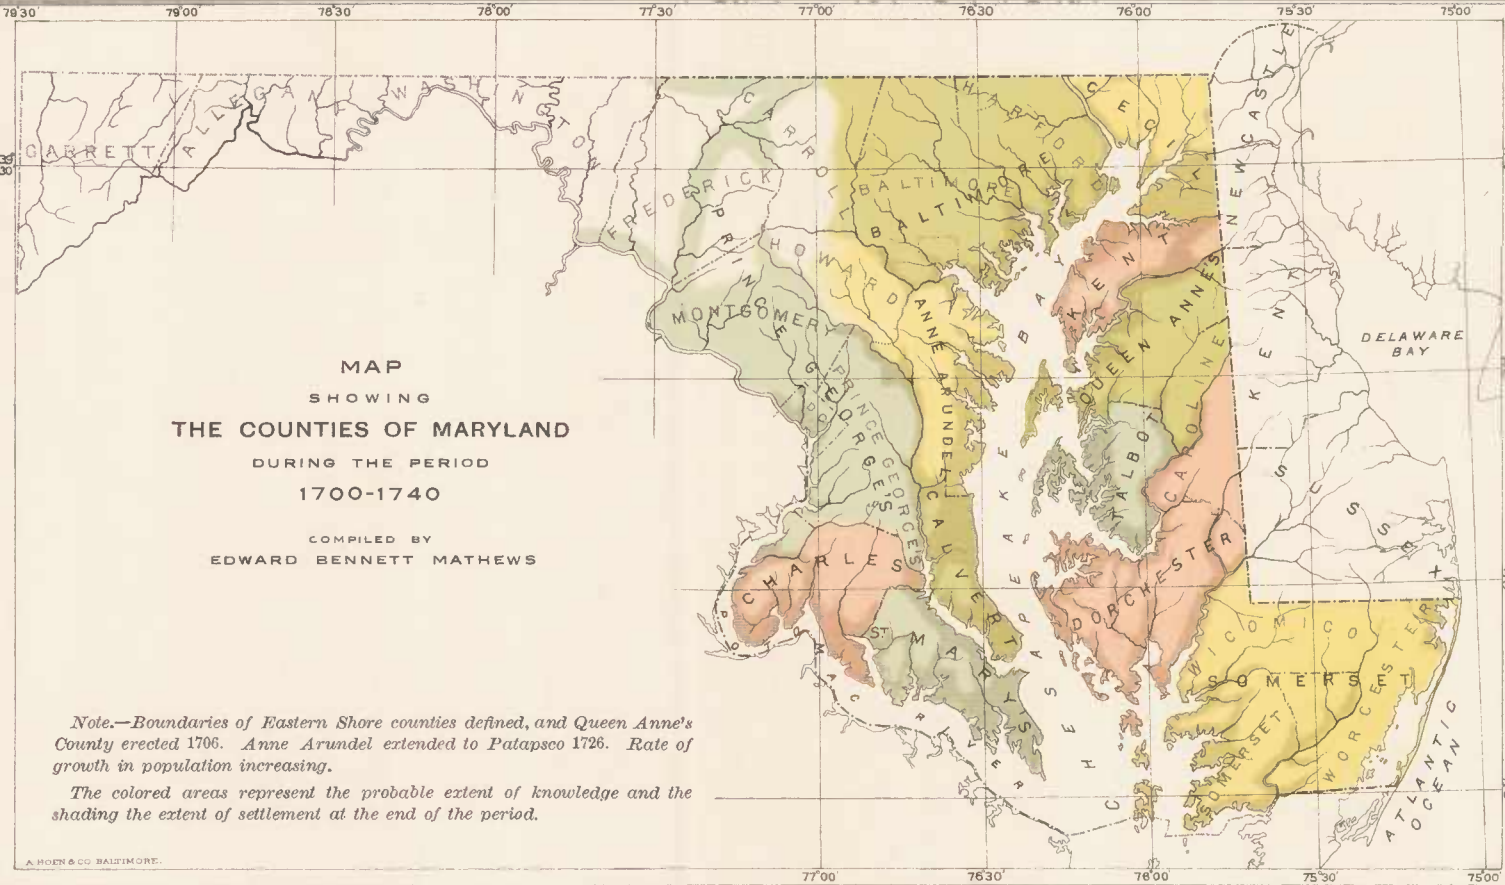 79°30' 79°00' 78°30' 78°00' 77°30' 77°00' 76°30' 76°00' 75°30' 75°00'
NEWCASTLE
HARFORD
CECIL
ALLEGANY
WASHINGTON
CARROLL
GARRETT
BALTIMORE
BALTIMORE
FREDERICK
KENT
HOWARD
QUEEN ANNE'S
PRINCE GEORGE'S
MONTGOMERY
ANNE ARUNDEL
CAROLINE
KENT
DELAWARE
BAY
PRINCE GEORGE'S
TALBOT
CHESAPEAKE BAY
MAP
SHOWING
THE COUNTIES OF MARYLAND
DURING THE PERIOD
1700-1740
COMPILED BY
EDWARD BENNETT MATHEWS
SUSSEX
CALVERT
CHARLES
DORCHESTER
ST. MARYS
POTOMAC RIVER
WICOMICO
SOMERSET
SOMERSET
WORCESTER
ATLANTIC
OCEAN
Note.—Boundaries of Eastern Shore counties defined, and Queen Anne's
County erected 1706. Anne Arundel extended to Patapsco 1726. Rate of
growth in population increasing.
The colored areas represent the probable extent of knowledge and the
shading the extent of settlement at the end of the period.
A. HOEN & CO. BALTIMORE.
77°00' 76°30' 76°00' 75°30' 75°00'